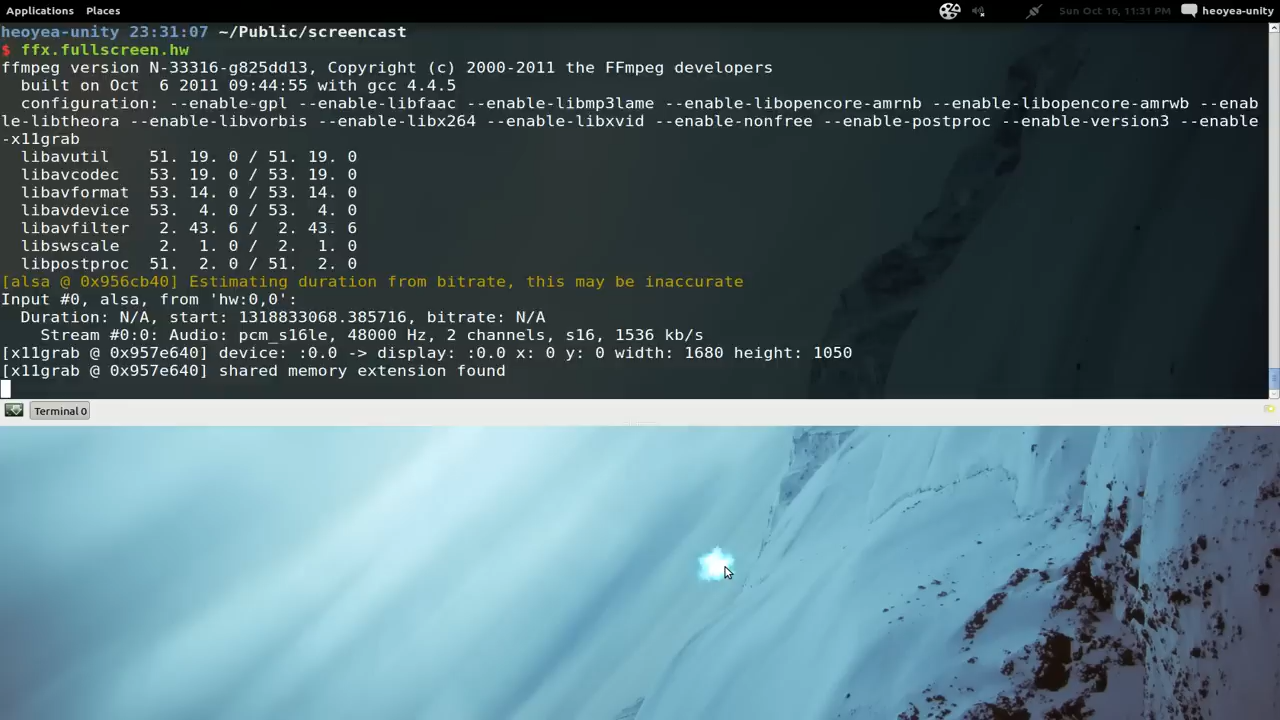 Applications Places Sun Oct 16, 11:31 PM heoyea-unity
heoyea-unity 23:31:07 ~/Public/screencast
$ ffx.fullscreen.hw
ffmpeg version N-33316-g825dd13, Copyright (c) 2000-2011 the FFmpeg developers
  built on Oct  6 2011 09:44:55 with gcc 4.4.5
  configuration: --enable-gpl --enable-libfaac --enable-libmp3lame --enable-libopencore-amrnb --enable-libopencore-amrwb --enab
le-libtheora --enable-libvorbis --enable-libx264 --enable-libxvid --enable-nonfree --enable-postproc --enable-version3 --enable
-x11grab
  libavutil    51. 19. 0 / 51. 19. 0
  libavcodec   53. 19. 0 / 53. 19. 0
  libavformat  53. 14. 0 / 53. 14. 0
  libavdevice  53.  4. 0 / 53.  4. 0
  libavfilter   2. 43. 6 /  2. 43. 6
  libswscale    2.  1. 0 /  2.  1. 0
  libpostproc  51.  2. 0 / 51.  2. 0
[alsa @ 0x956cb40] Estimating duration from bitrate, this may be inaccurate
Input #0, alsa, from 'hw:0,0':
  Duration: N/A, start: 1318833068.385716, bitrate: N/A
    Stream #0:0: Audio: pcm_s16le, 48000 Hz, 2 channels, s16, 1536 kb/s
[x11grab @ 0x957e640] device: :0.0 -> display: :0.0 x: 0 y: 0 width: 1680 height: 1050
[x11grab @ 0x957e640] shared memory extension found
Terminal 0